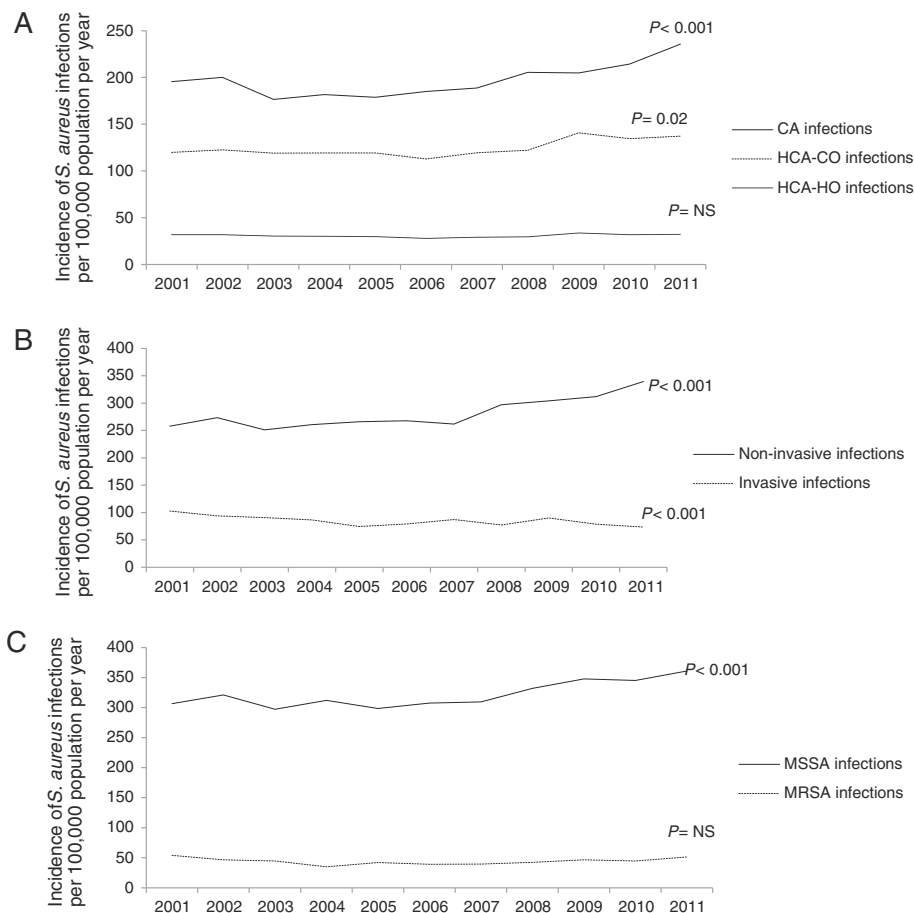 A
Incidence of S. aureus infections
per 100,000 population per year
250
200
150
100
50
0
P< 0.001
P= 0.02
P= NS
2001 2002 2003 2004 2005 2006 2007 2008 2009 2010 2011
CA infections
HCA-CO infections
HCA-HO infections
B
Incidence of S. aureus infections
per 100,000 population per year
400
350
300
250
200
150
100
50
0
P< 0.001
P< 0.001
2001 2002 2003 2004 2005 2006 2007 2008 2009 2010 2011
Non-invasive infections
Invasive infections
C
Incidence of S. aureus infections
per 100,000 population per year
400
350
300
250
200
150
100
50
0
P< 0.001
P= NS
2001 2002 2003 2004 2005 2006 2007 2008 2009 2010 2011
MSSA infections
MRSA infections